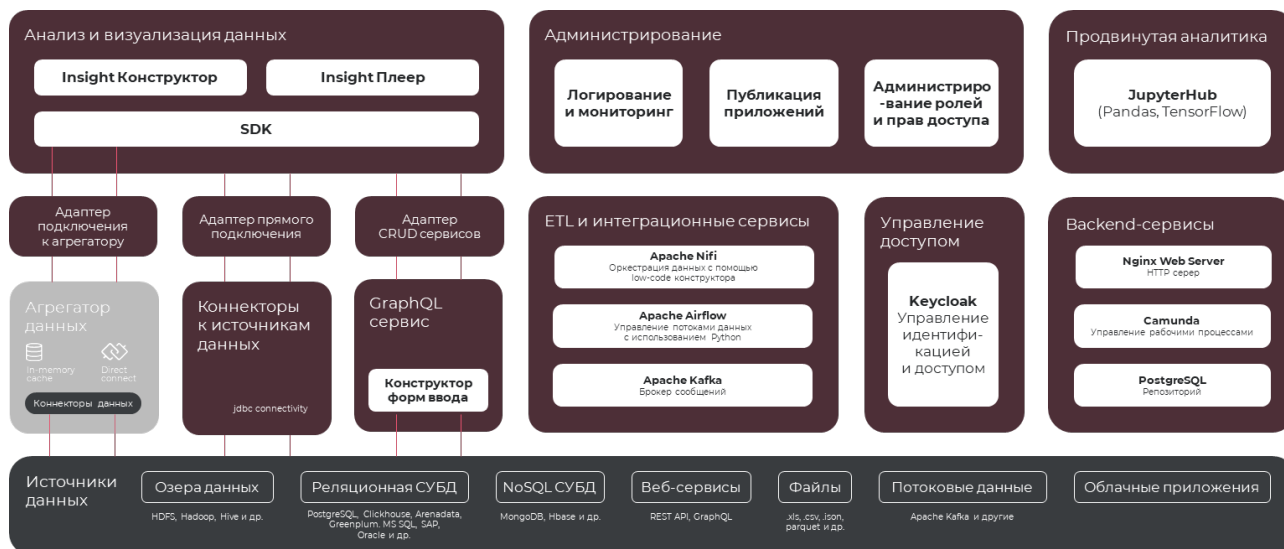 Анализ и визуализация данных
Insight Конструктор
Insight Плеер
SDK
Администрирование
Логирование
и мониторинг
Публикация
приложений
Администриро
-вание ролей
и прав доступа
Продвинутая аналитика
JupyterHub
(Pandas, TensorFlow)
Адаптер
подключения
к агрегатору
Адаптер прямого
подключения
Адаптер
CRUD сервисов
Агрегатор
данных
In-memory
cache
Direct
connect
Коннекторы данных
Коннекторы
к источникам
данных
jdbc connectivity
GraphQL
сервис
Конструктор
форм ввода
ETL и интеграционные сервисы
Apache Nifi
Оркестрация данных с помощью
low-code конструктора
Apache Airflow
Управление потоками данных
с использованием Python
Apache Kafka
Брокер сообщений
Управление
доступом
Keycloak
Управление
идентифи-
кацией
и доступом
Backend-сервисы
Nginx Web Server
HTTP серер
Camunda
Управление рабочими процессами
PostgreSQL
Репозиторий
Источники
данных
Озера данных
HDFS, Hadoop, Hive и др.
Реляционная СУБД
PostgreSQL, Clickhouse, Arenadata,
Greenplum. MS SQL, SAP,
Oracle и др.
NoSQL СУБД
MongoDB, Hbase и др.
Веб-сервисы
REST API, GraphQL
Файлы
.xls, .csv, .json,
parquet и др.
Потоковые данные
Apache Kafka и другие
Облачные приложения